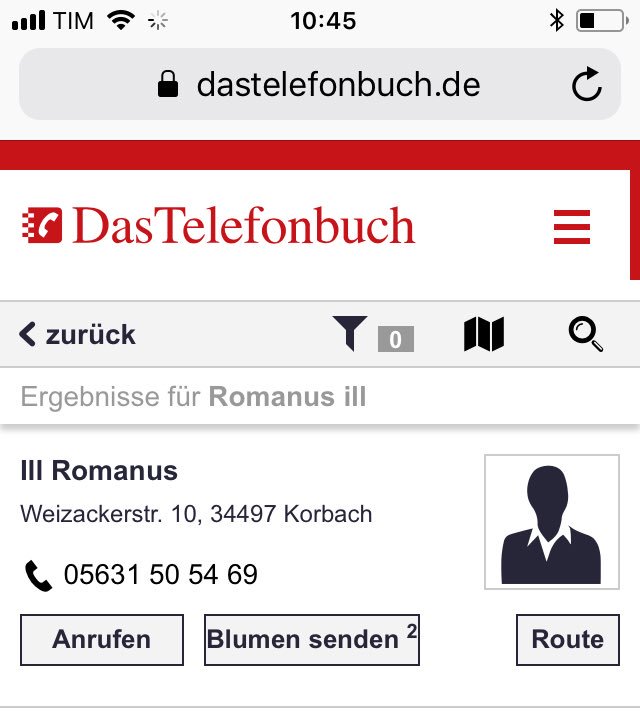 TIM 10:45
dastelefonbuch.de
DasTelefonbuch
zurück 0
Ergebnisse für Romanus ill
Ill Romanus
Weizackerstr. 10, 34497 Korbach
05631 50 54 69
Anrufen Blumen senden 2 Route